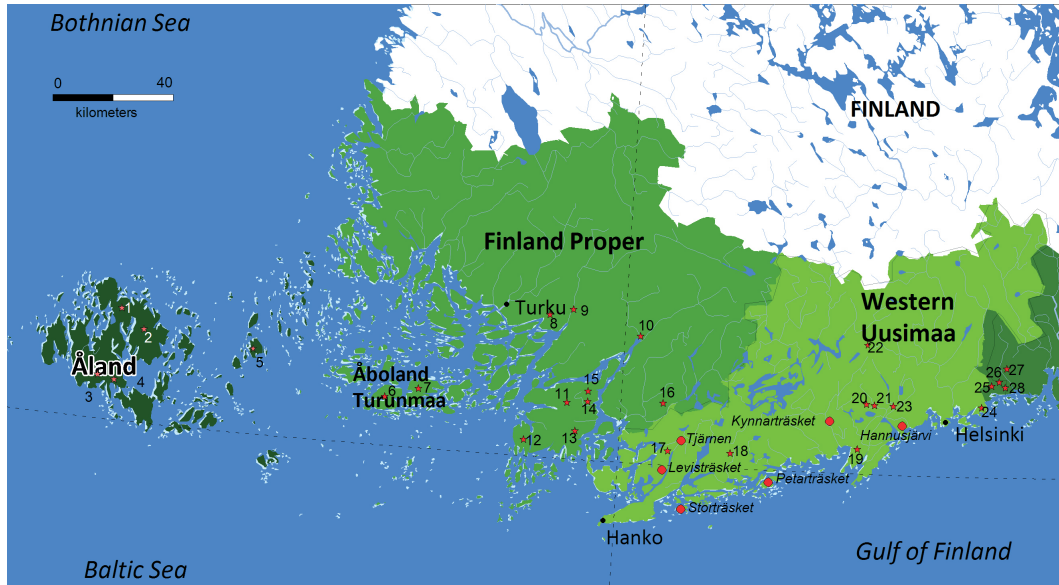 Bothnian Sea
0 40
kilometers
FINLAND
Finland Proper
Western
Uusimaa
Turku
8
9
10
1
2
Åland
3
4
5
Åboland
Turunmaa
6
7
11
15
14
16
12
13
22
26
27
25
28
24
20
21
23
Kynnarträsket
Hannusjärvi
Helsinki
Tjärnen
17
18
19
Levisträsket
Petarträsket
Storträsket
Hanko
Gulf of Finland
Baltic Sea